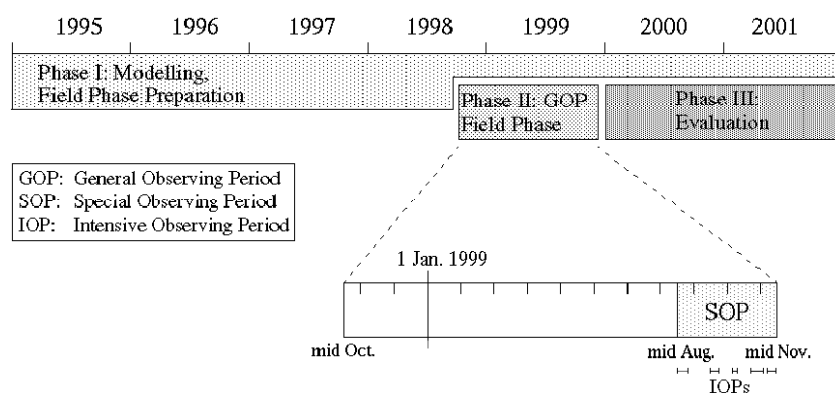 1995 1996 1997 1998 1999 2000 2001
Phase I: Modelling,
Field Phase Preparation
Phase II: GOP
Field Phase
Phase III:
Evaluation
GOP: General Observing Period
SOP: Special Observing Period
IOP: Intensive Observing Period
1 Jan. 1999
SOP
mid Oct.
mid Aug.
mid Nov.
IOPs